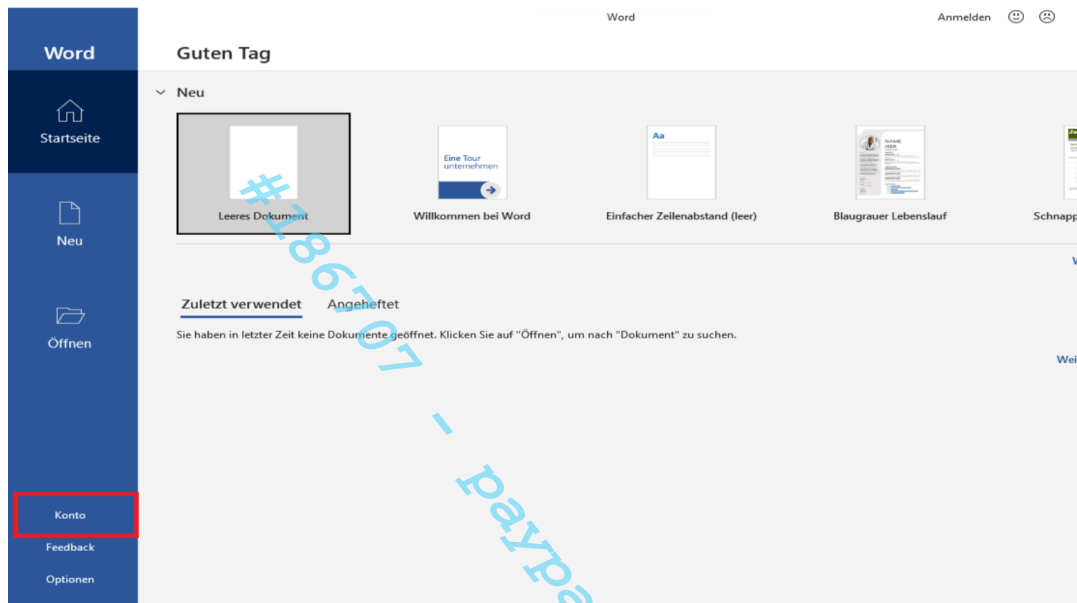 Word
Anmelden
Word
Guten Tag
Neu
Startseite
Eine Tour
unternehmen
Aa
Leeres Dokument
Willkommen bei Word
Einfacher Zeilenabstand (leer)
Blaugrauer Lebenslauf
Schnapp
Neu
Zuletzt verwendet
Angeheftet
Sie haben in letzter Zeit keine Dokumente geöffnet. Klicken Sie auf "Öffnen", um nach "Dokument" zu suchen.
Öffnen
Wei
Konto
Feedback
Optionen
#186707 - paypa